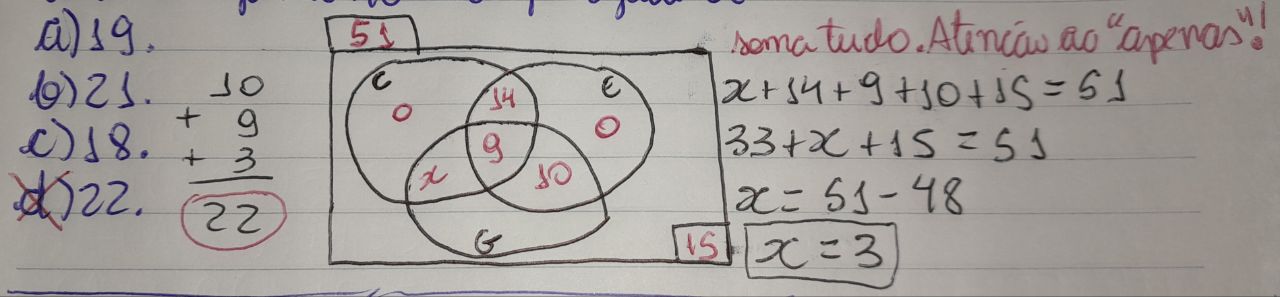 a) 19.
b) 21.
c) 18.
d) 22.
10
+ 9
+ 3
22
51
C
14
E
0
0
9
x
10
G
15
soma tudo. Atenção ao "apenas"!
x+14+9+10+15=51
33+x+15=51
x=51-48
x=3